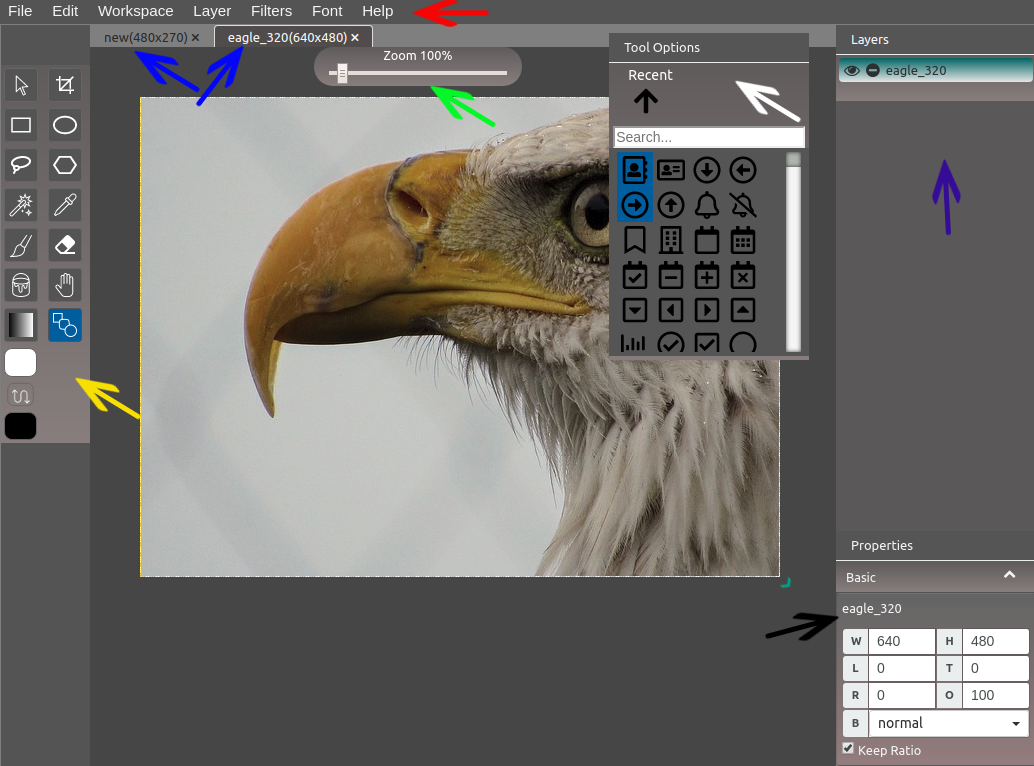 File Edit Workspace Layer Filters Font Help
new(480x270) × eagle_320(640x480) ×
Zoom 100%
Tool Options
Recent
Search...
Layers
eagle_320
Properties
Basic
eagle_320
W 640 H 480
L 0 T 0
R 0 O 100
B normal
Keep Ratio